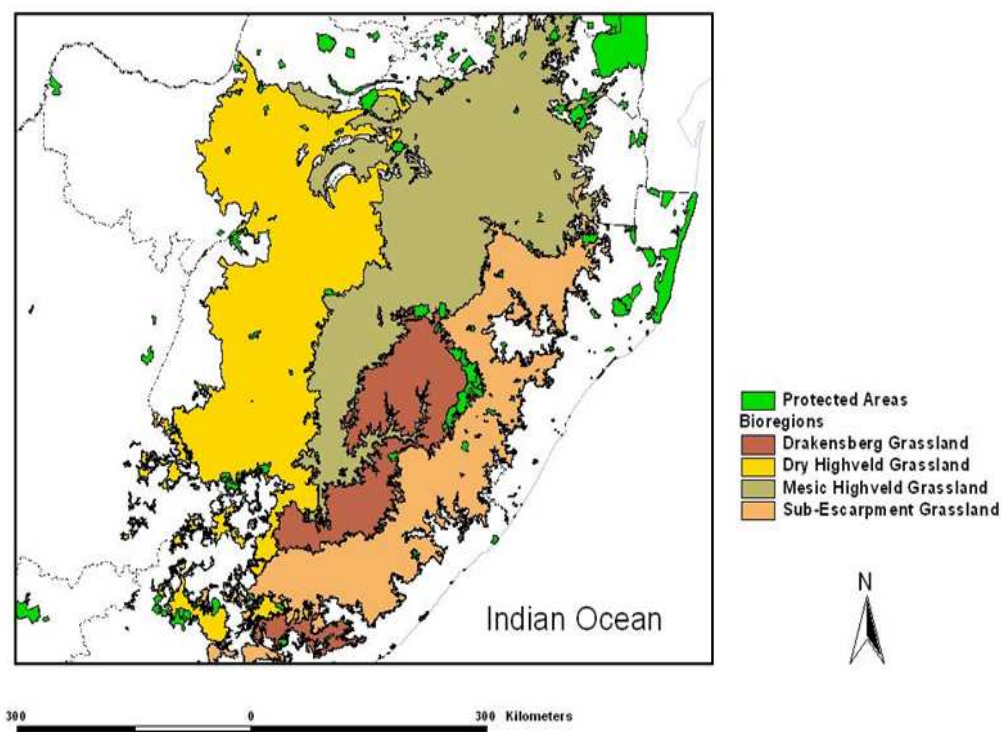 Protected Areas
Bioregions
Drakensberg Grassland
Dry Highveld Grassland
Mesic Highveld Grassland
Sub-Escarpment Grassland
N
Indian Ocean
300 0 300 Kilometers